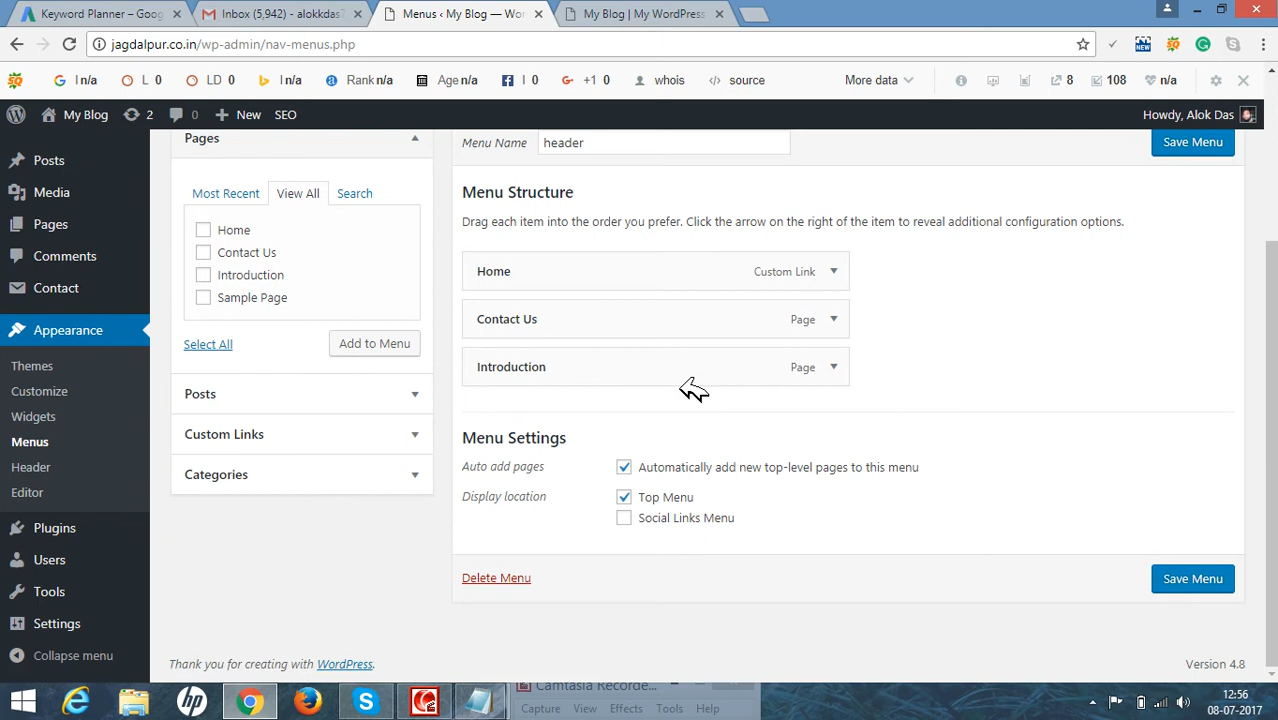 Keyword Planner – Goog
Inbox (5,942) - alokkdas7
Menus ‹ My Blog — Wor
My Blog | My WordPress
jagdalpur.co.in/wp-admin/nav-menus.php
I n/a
L 0
LD 0
I n/a
Rank n/a
Age n/a
I 0
+1 0
whois
source
More data
8
108
n/a
My Blog
2
0
New
SEO
Howdy, Alok Das
Posts
Media
Pages
Comments
Contact
Appearance
Themes
Customize
Widgets
Menus
Header
Editor
Plugins
Users
Tools
Settings
Collapse menu
Pages
Most Recent
View All
Search
Home
Contact Us
Introduction
Sample Page
Select All
Add to Menu
Posts
Custom Links
Categories
Menu Name
header
Save Menu
Menu Structure
Drag each item into the order you prefer. Click the arrow on the right of the item to reveal additional configuration options.
Home Custom Link
Contact Us Page
Introduction Page
Menu Settings
Auto add pages
Automatically add new top-level pages to this menu
Display location
Top Menu
Social Links Menu
Delete Menu
Save Menu
Thank you for creating with WordPress.
Version 4.8
Camtasia Recorde...
Capture View Effects Tools Help
12:56
08-07-2017